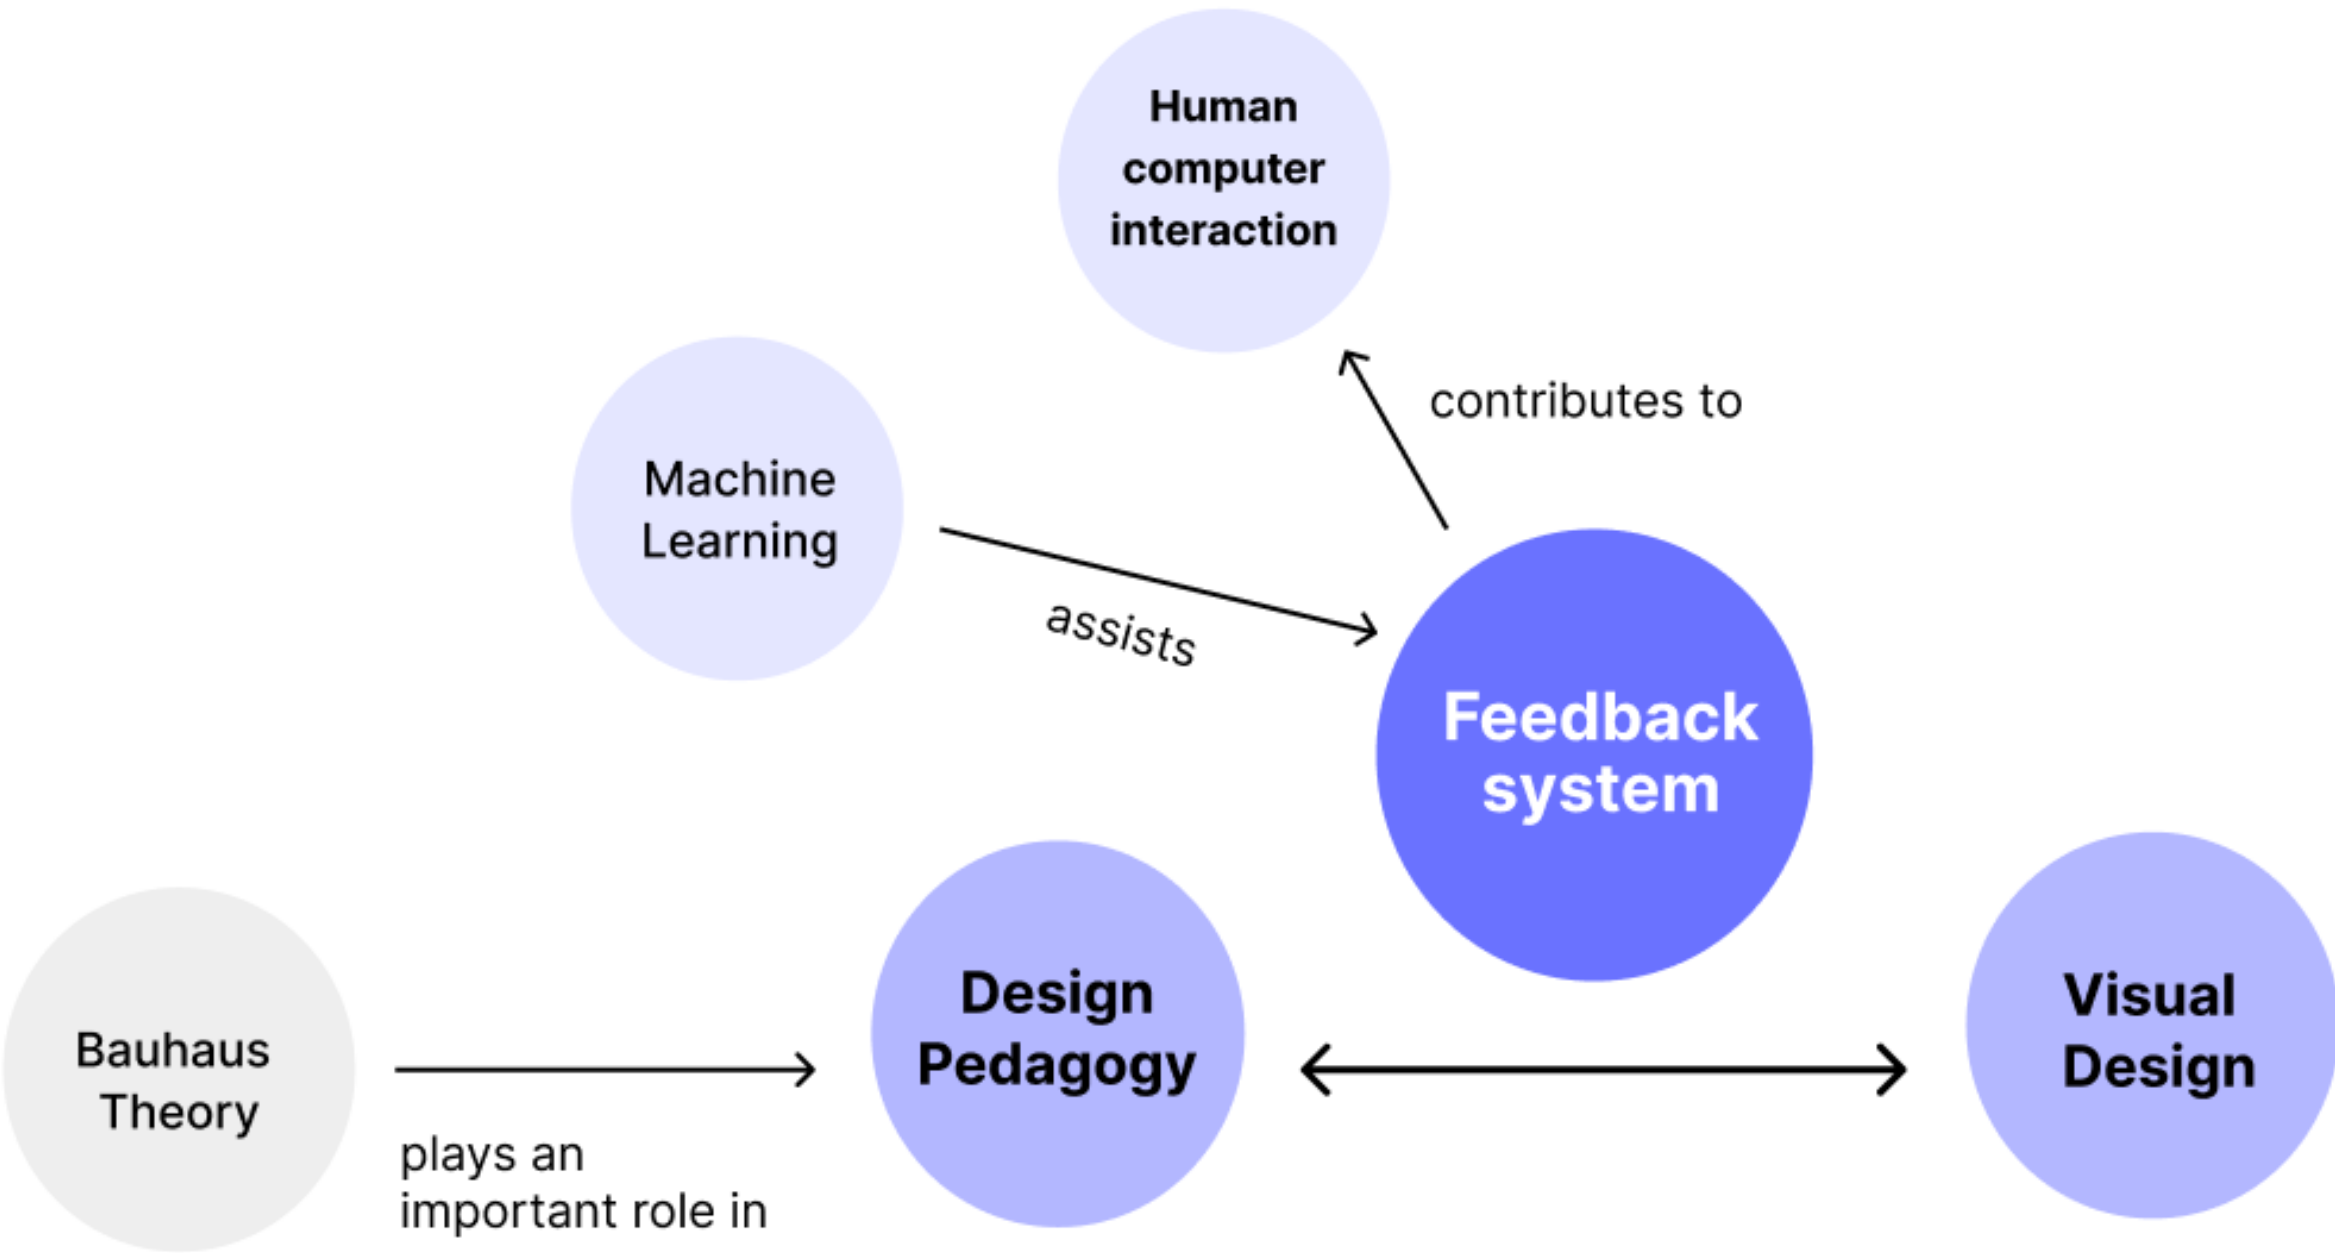 Human
computer
interaction
contributes to
Machine
Learning
assists
Feedback
system
Bauhaus
Theory
plays an
important role in
Design
Pedagogy
Visual
Design